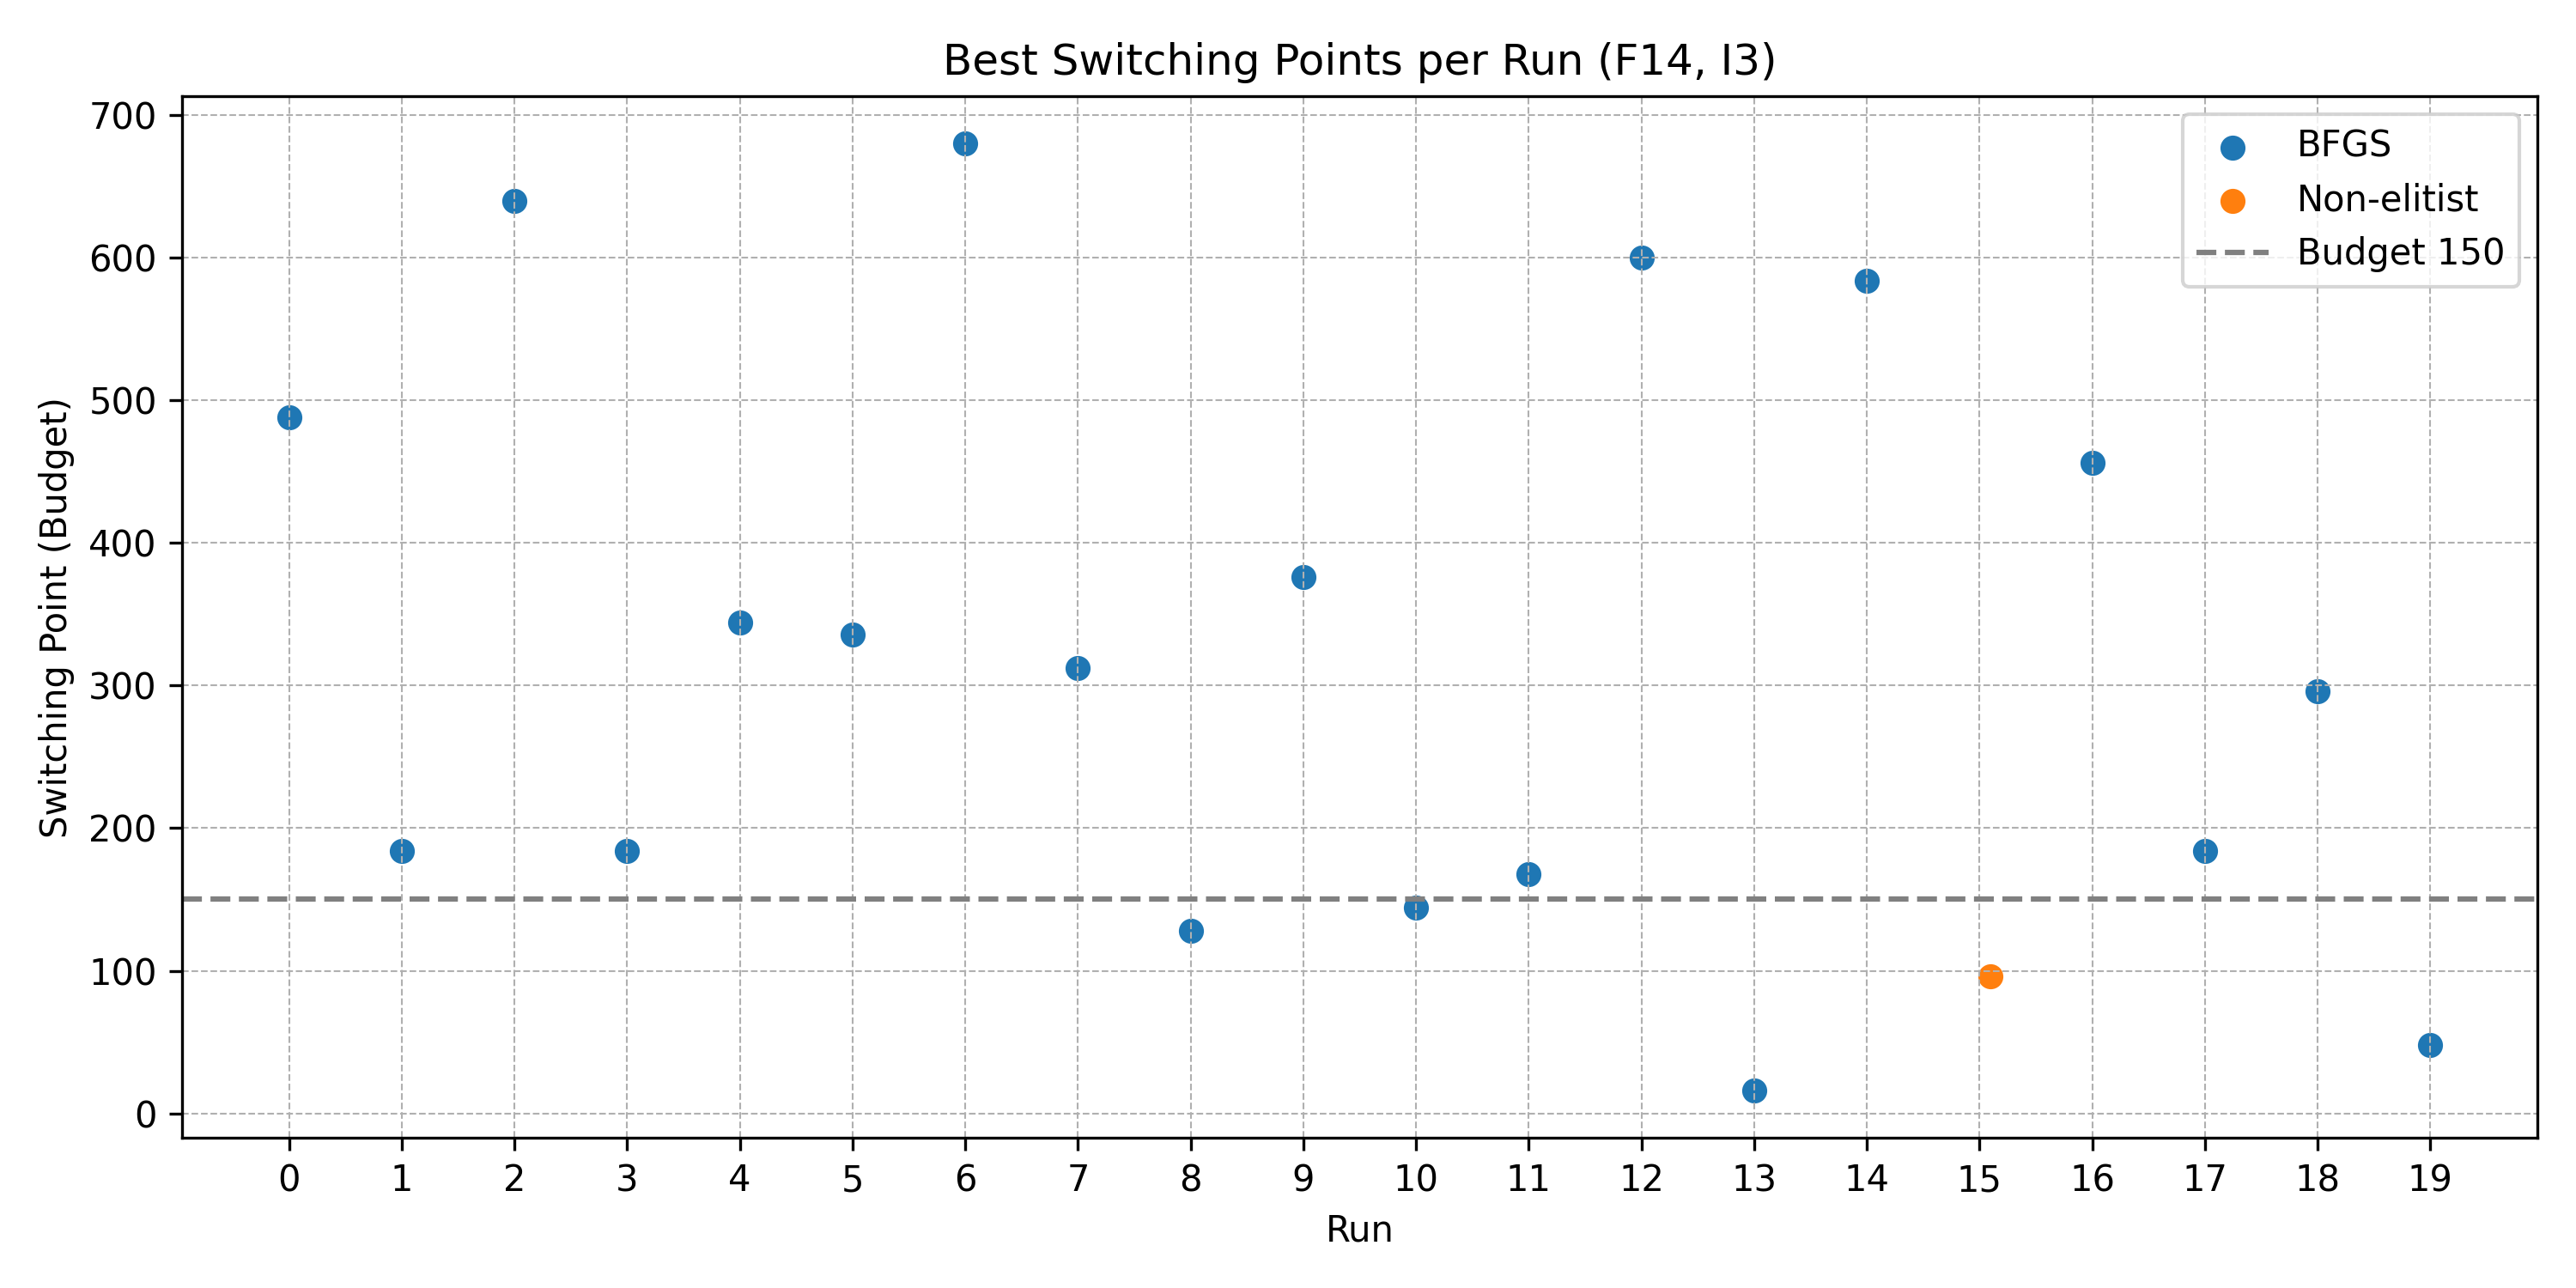 Best Switching Points per Run (F14, I3)
Switching Point (Budget)
700
600
500
400
300
200
100
0
BFGS
Non-elitist
Budget 150
0 1 2 3 4 5 6 7 8 9 10 11 12 13 14 15 16 17 18 19
Run